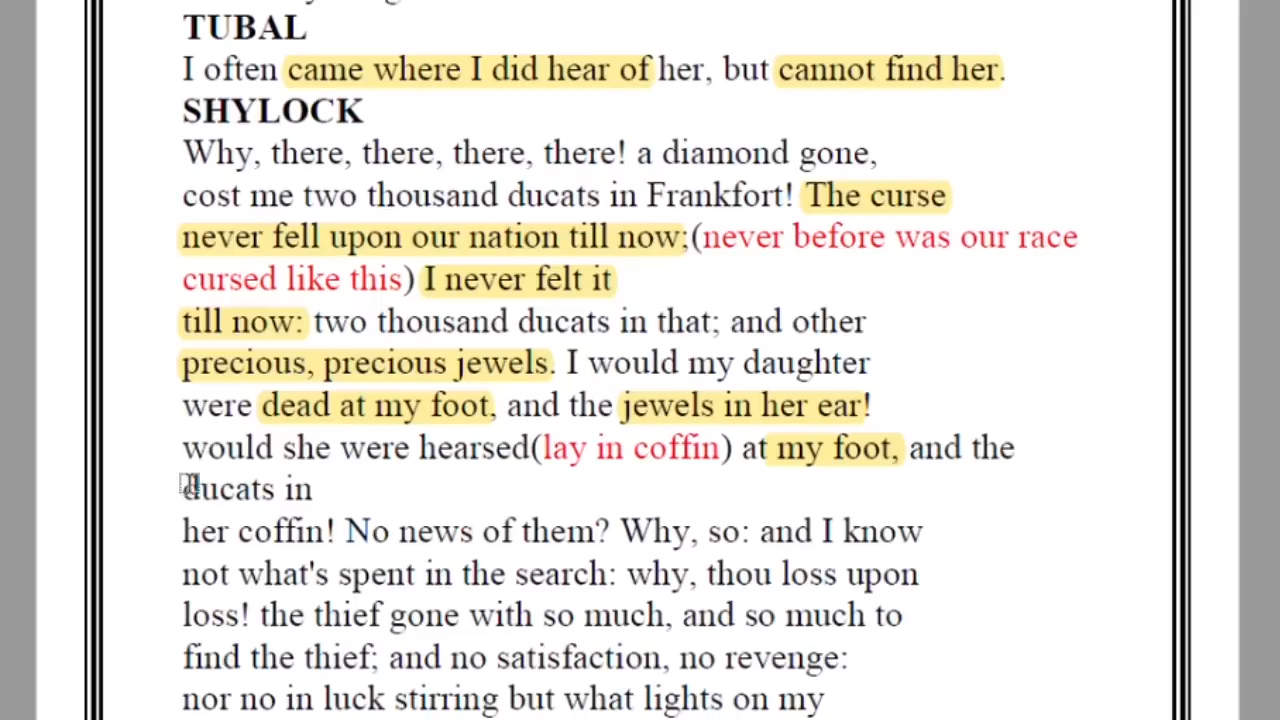 TUBAL
I often came where I did hear of her, but cannot find her.
SHYLOCK
Why, there, there, there, there! a diamond gone,
cost me two thousand ducats in Frankfort! The curse
never fell upon our nation till now;(never before was our race
cursed like this) I never felt it
till now: two thousand ducats in that; and other
precious, precious jewels. I would my daughter
were dead at my foot, and the jewels in her ear!
would she were hearsed(lay in coffin) at my foot, and the
ducats in
her coffin! No news of them? Why, so: and I know
not what's spent in the search: why, thou loss upon
loss! the thief gone with so much, and so much to
find the thief; and no satisfaction, no revenge:
nor no in luck stirring but what lights on my